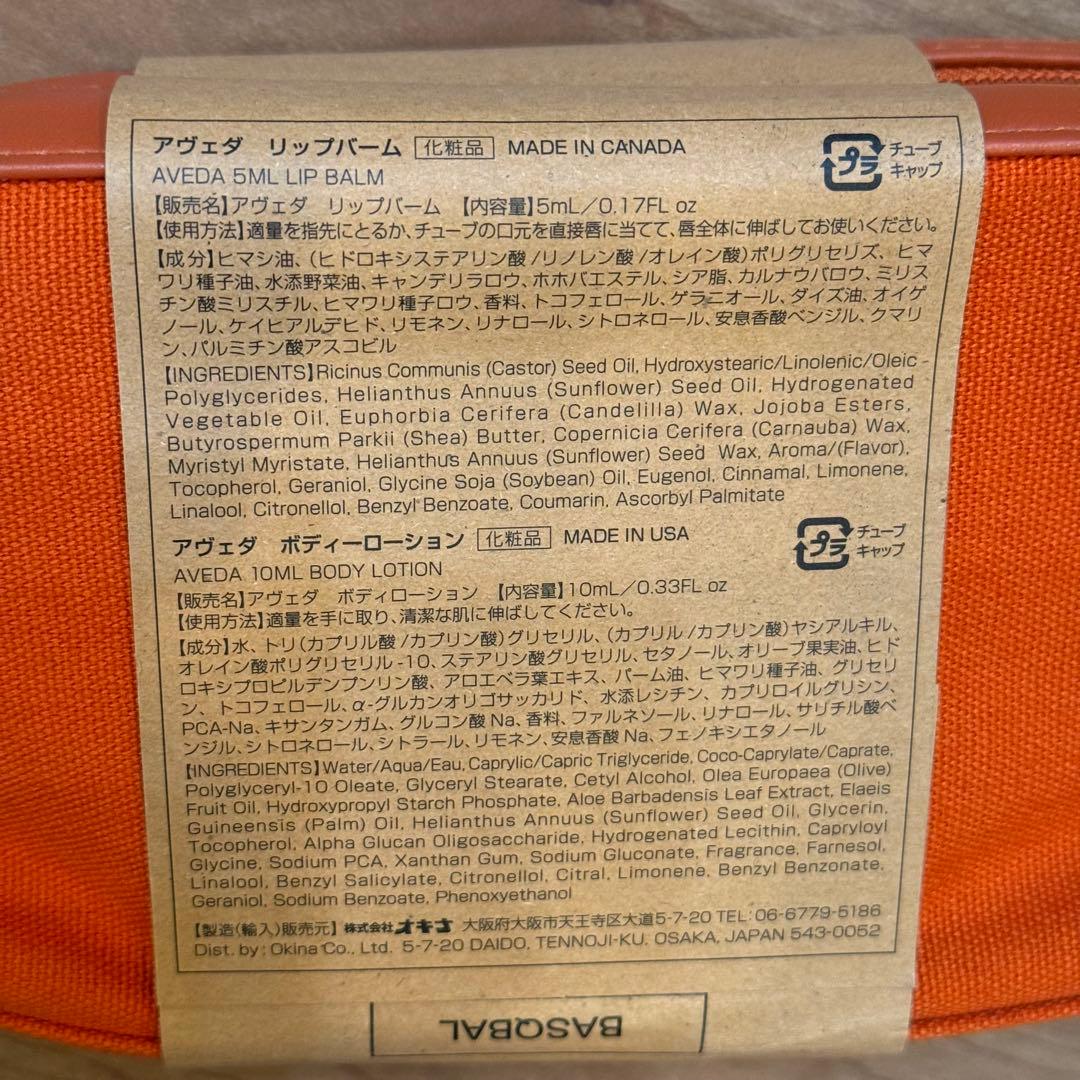 アヴェダ リップバーム 化粧品 MADE IN CANADA
プラ チューブ
キャップ
AVEDA 5ML LIP BALM
【販売名】アヴェダ リップバーム 【内容量】5mL/0.17FL oz
【使用方法】適量を指先にとるか、チューブの口元を直接唇に当てて、唇全体に伸ばしてお使いください。
【成分】ヒマシ油、(ヒドロキシステアリン酸/リノレン酸/オレイン酸)ポリグリセリズ、ヒマ
ワリ種子油、水添野菜油、キャンデリラロウ、ホホバエステル、シア脂、カルナウバロウ、ミリス
チン酸ミリスチル、ヒマワリ種子ロウ、香料、トコフェロール、ゲラニオール、ダイズ油、オイゲ
ノール、ケイヒアルデヒド、リモネン、リナロール、シトロネロール、安息香酸ベンジル、クマリ
ン、パルミチン酸アスコビル
【INGREDIENTS】Ricinus Communis (Castor) Seed Oil, Hydroxystearic/Linolenic/Oleic -
Polyglycerides, Helianthus Annuus (Sunflower) Seed Oil, Hydrogenated
Vegetable Oil, Euphorbia Cerifera (Candelilla) Wax, Jojoba Esters,
Butyrospermum Parkii (Shea) Butter, Copernicia Cerifera (Carnauba) Wax,
Myristyl Myristate, Helianthus Annuus (Sunflower) Seed Wax, Aroma/(Flavor),
Tocopherol, Geraniol, Glycine Soja (Soybean) Oil, Eugenol, Cinnamal, Limonene,
Linalool, Citronellol, Benzyl Benzoate, Coumarin, Ascorbyl Palmitate
アヴェダ ボディーローション 化粧品 MADE IN USA
プラ チューブ
キャップ
AVEDA 10ML BODY LOTION
【販売名】アヴェダ ボディローション 【内容量】10mL/0.33FL oz
【使用方法】適量を手に取り、清潔な肌に伸ばしてください。
【成分】水、トリ(カプリル酸/カプリン酸)グリセリル、(カプリル/カプリン酸)ヤシアルキル、
オレイン酸ポリグリセリル-10、ステアリン酸グリセリル、セタノール、オリーブ果実油、ヒド
ロキシプロピルデンプンリン酸、アロエベラ葉エキス、パーム油、ヒマワリ種子油、グリセリ
ン、トコフェロール、α-グルカンオリゴサッカリド、水添レシチン、カプリロイルグリシン、
PCA-Na、キサンタンガム、グルコン酸Na、香料、ファルネソール、リナロール、サリチル酸ベ
ンジル、シトロネロール、シトラール、リモネン、安息香酸Na、フェノキシエタノール
【INGREDIENTS】Water/Aqua/Eau, Caprylic/Capric Triglyceride, Coco-Caprylate/Caprate,
Polyglyceryl-10 Oleate, Glyceryl Stearate, Cetyl Alcohol, Olea Europaea (Olive)
Fruit Oil, Hydroxypropyl Starch Phosphate, Aloe Barbadensis Leaf Extract, Elaeis
Guineensis (Palm) Oil, Helianthus Annuus (Sunflower) Seed Oil, Glycerin,
Tocopherol, Alpha Glucan Oligosaccharide, Hydrogenated Lecithin, Capryloyl
Glycine, Sodium PCA, Xanthan Gum, Sodium Gluconate, Fragrance, Farnesol,
Linalool, Benzyl Salicylate, Citronellol, Citral, Limonene, Benzyl Benzonate,
Geraniol, Sodium Benzoate, Phenoxyethanol
【製造(輸入)販売元】株式会社オキナ 大阪府大阪市天王寺区大道5-7-20 TEL:06-6779-5186
Dist. by: Okina Co., Ltd. 5-7-20 DAIDO, TENNOJI-KU, OSAKA, JAPAN 543-0052
BASQBAL